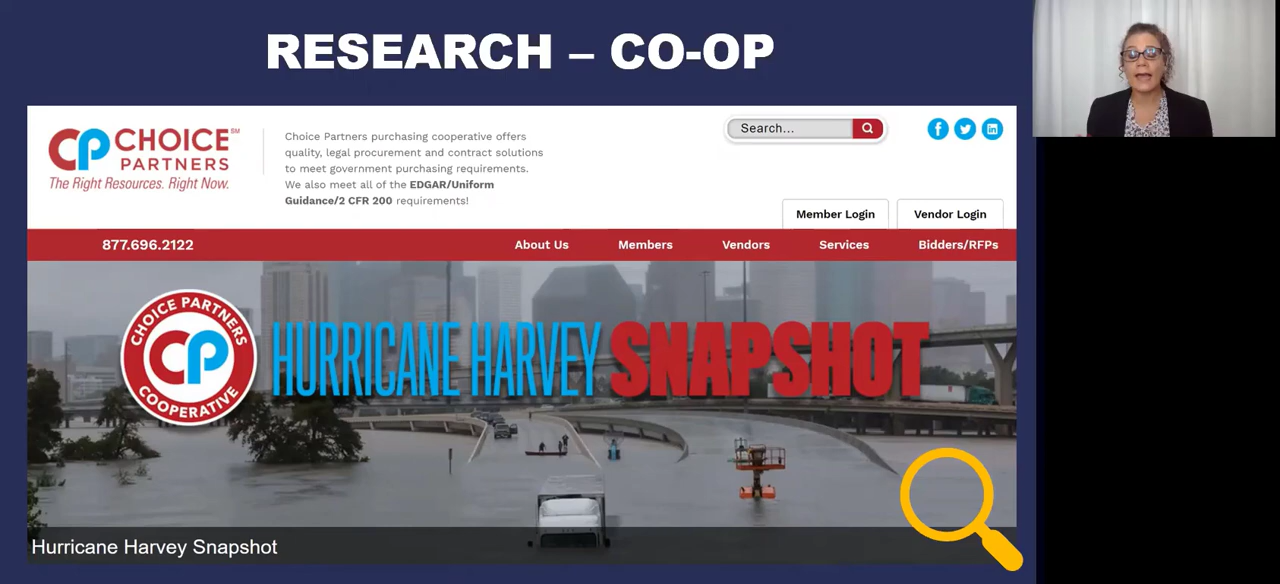 RESEARCH – CO-OP
CP CHOICE℠
PARTNERS
The Right Resources. Right Now.
Choice Partners purchasing cooperative offers
quality, legal procurement and contract solutions
to meet government purchasing requirements.
We also meet all of the EDGAR/Uniform
Guidance/2 CFR 200 requirements!
Search...
Member Login
Vendor Login
877.696.2122
About Us
Members
Vendors
Services
Bidders/RFPs
CHOICE PARTNERS
CP
COOPERATIVE
HURRICANE HARVEY SNAPSHOT
Hurricane Harvey Snapshot